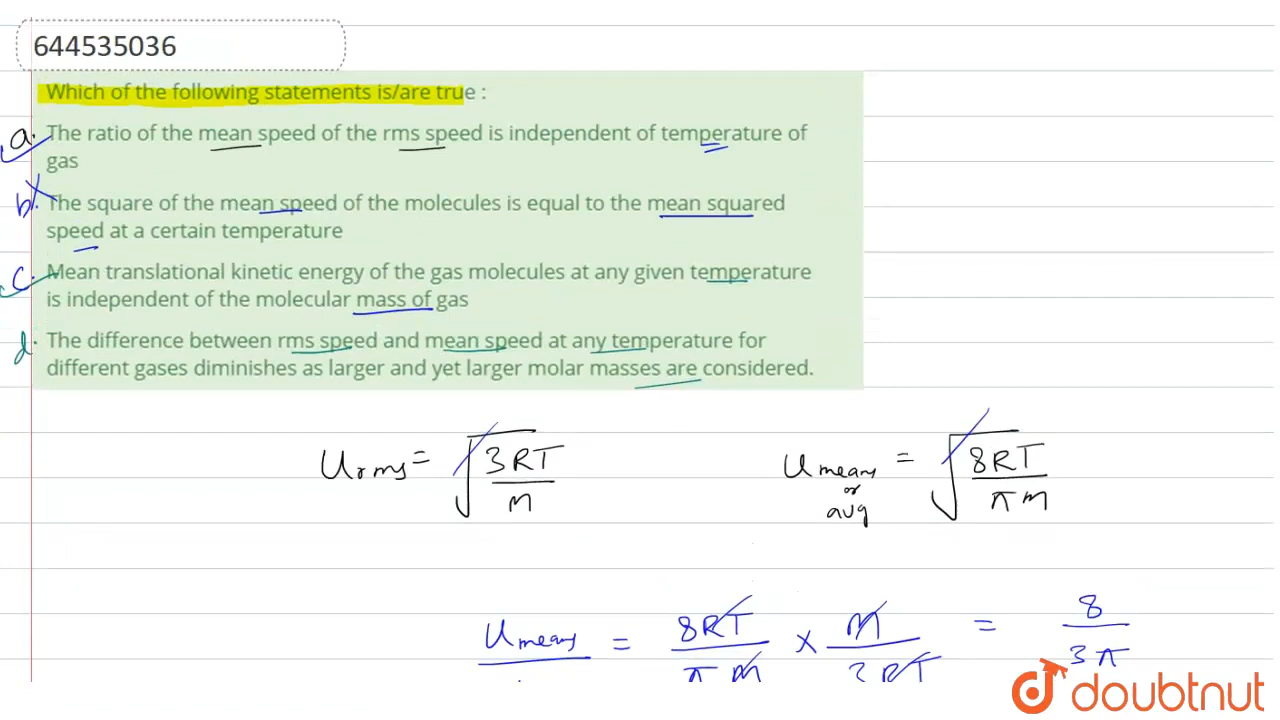 644535036
Which of the following statements is/are true :
a. The ratio of the mean speed of the rms speed is independent of temperature of
gas
b. The square of the mean speed of the molecules is equal to the mean squared
speed at a certain temperature
c. Mean translational kinetic energy of the gas molecules at any given temperature
is independent of the molecular mass of gas
d. The difference between rms speed and mean speed at any temperature for
different gases diminishes as larger and yet larger molar masses are considered.
Urms = √(3RT/M) Umean or avg = √(8RT/πM)
Umean = 8RT/πM × M/3RT = 8/3π
doubtnut